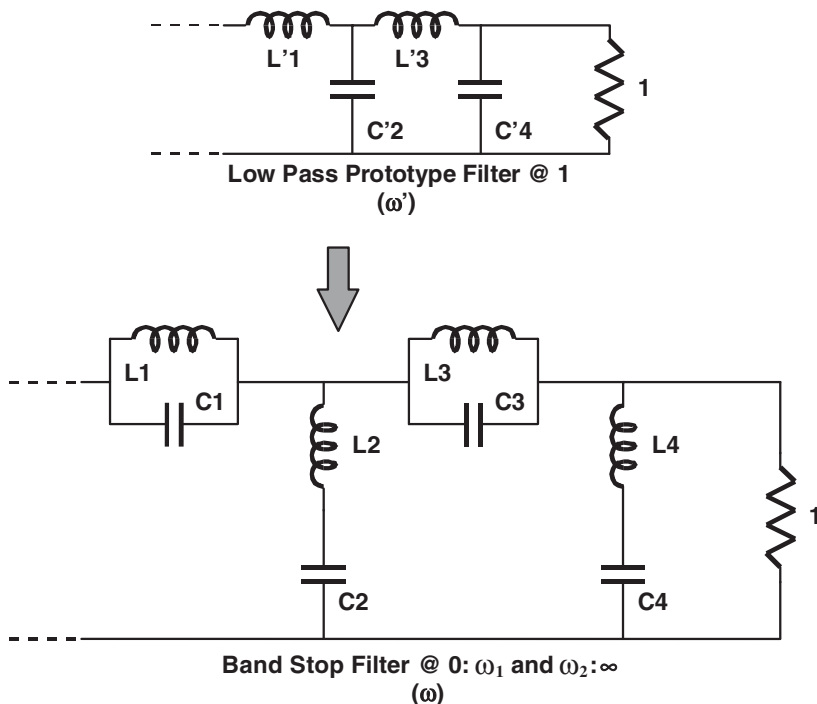 L'1
L'3
C'2
C'4
1
Low Pass Prototype Filter @ 1
(ω')
L1
C1
L2
C2
L3
C3
L4
C4
1
Band Stop Filter @ 0: ω₁ and ω₂:∞
(ω)